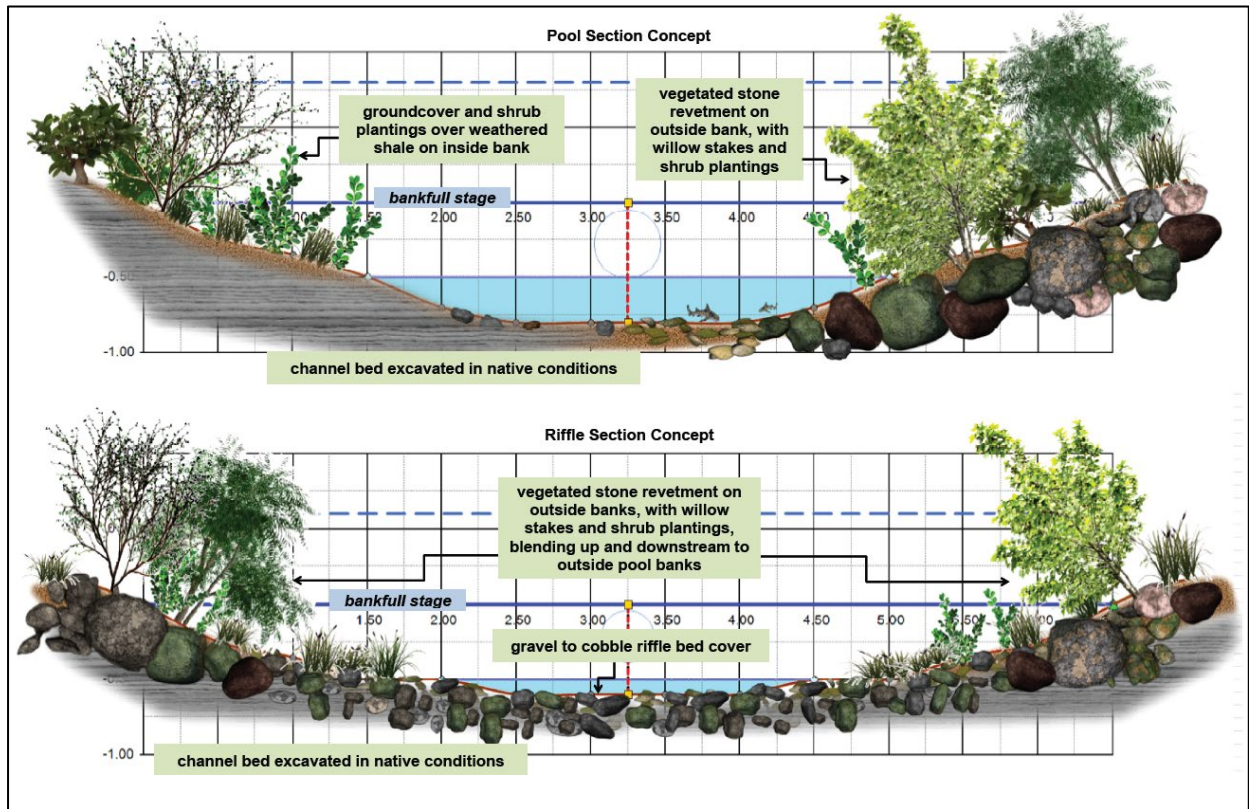 Pool Section Concept
groundcover and shrub
plantings over weathered
shale on inside bank
vegetated stone
revetment on
outside bank, with
willow stakes and
shrub plantings
bankfull stage
1.50 2.00 2.50 3.00 3.50 4.00
-0.50
-1.00
channel bed excavated in native conditions
Riffle Section Concept
vegetated stone revetment on
outside banks, with willow
stakes and shrub plantings,
blending up and downstream to
outside pool banks
bankfull stage
1.50 2.00 2.50 3.00 3.50 4.00 4.50 5.00 5.50
gravel to cobble riffle bed cover
-1.00
channel bed excavated in native conditions